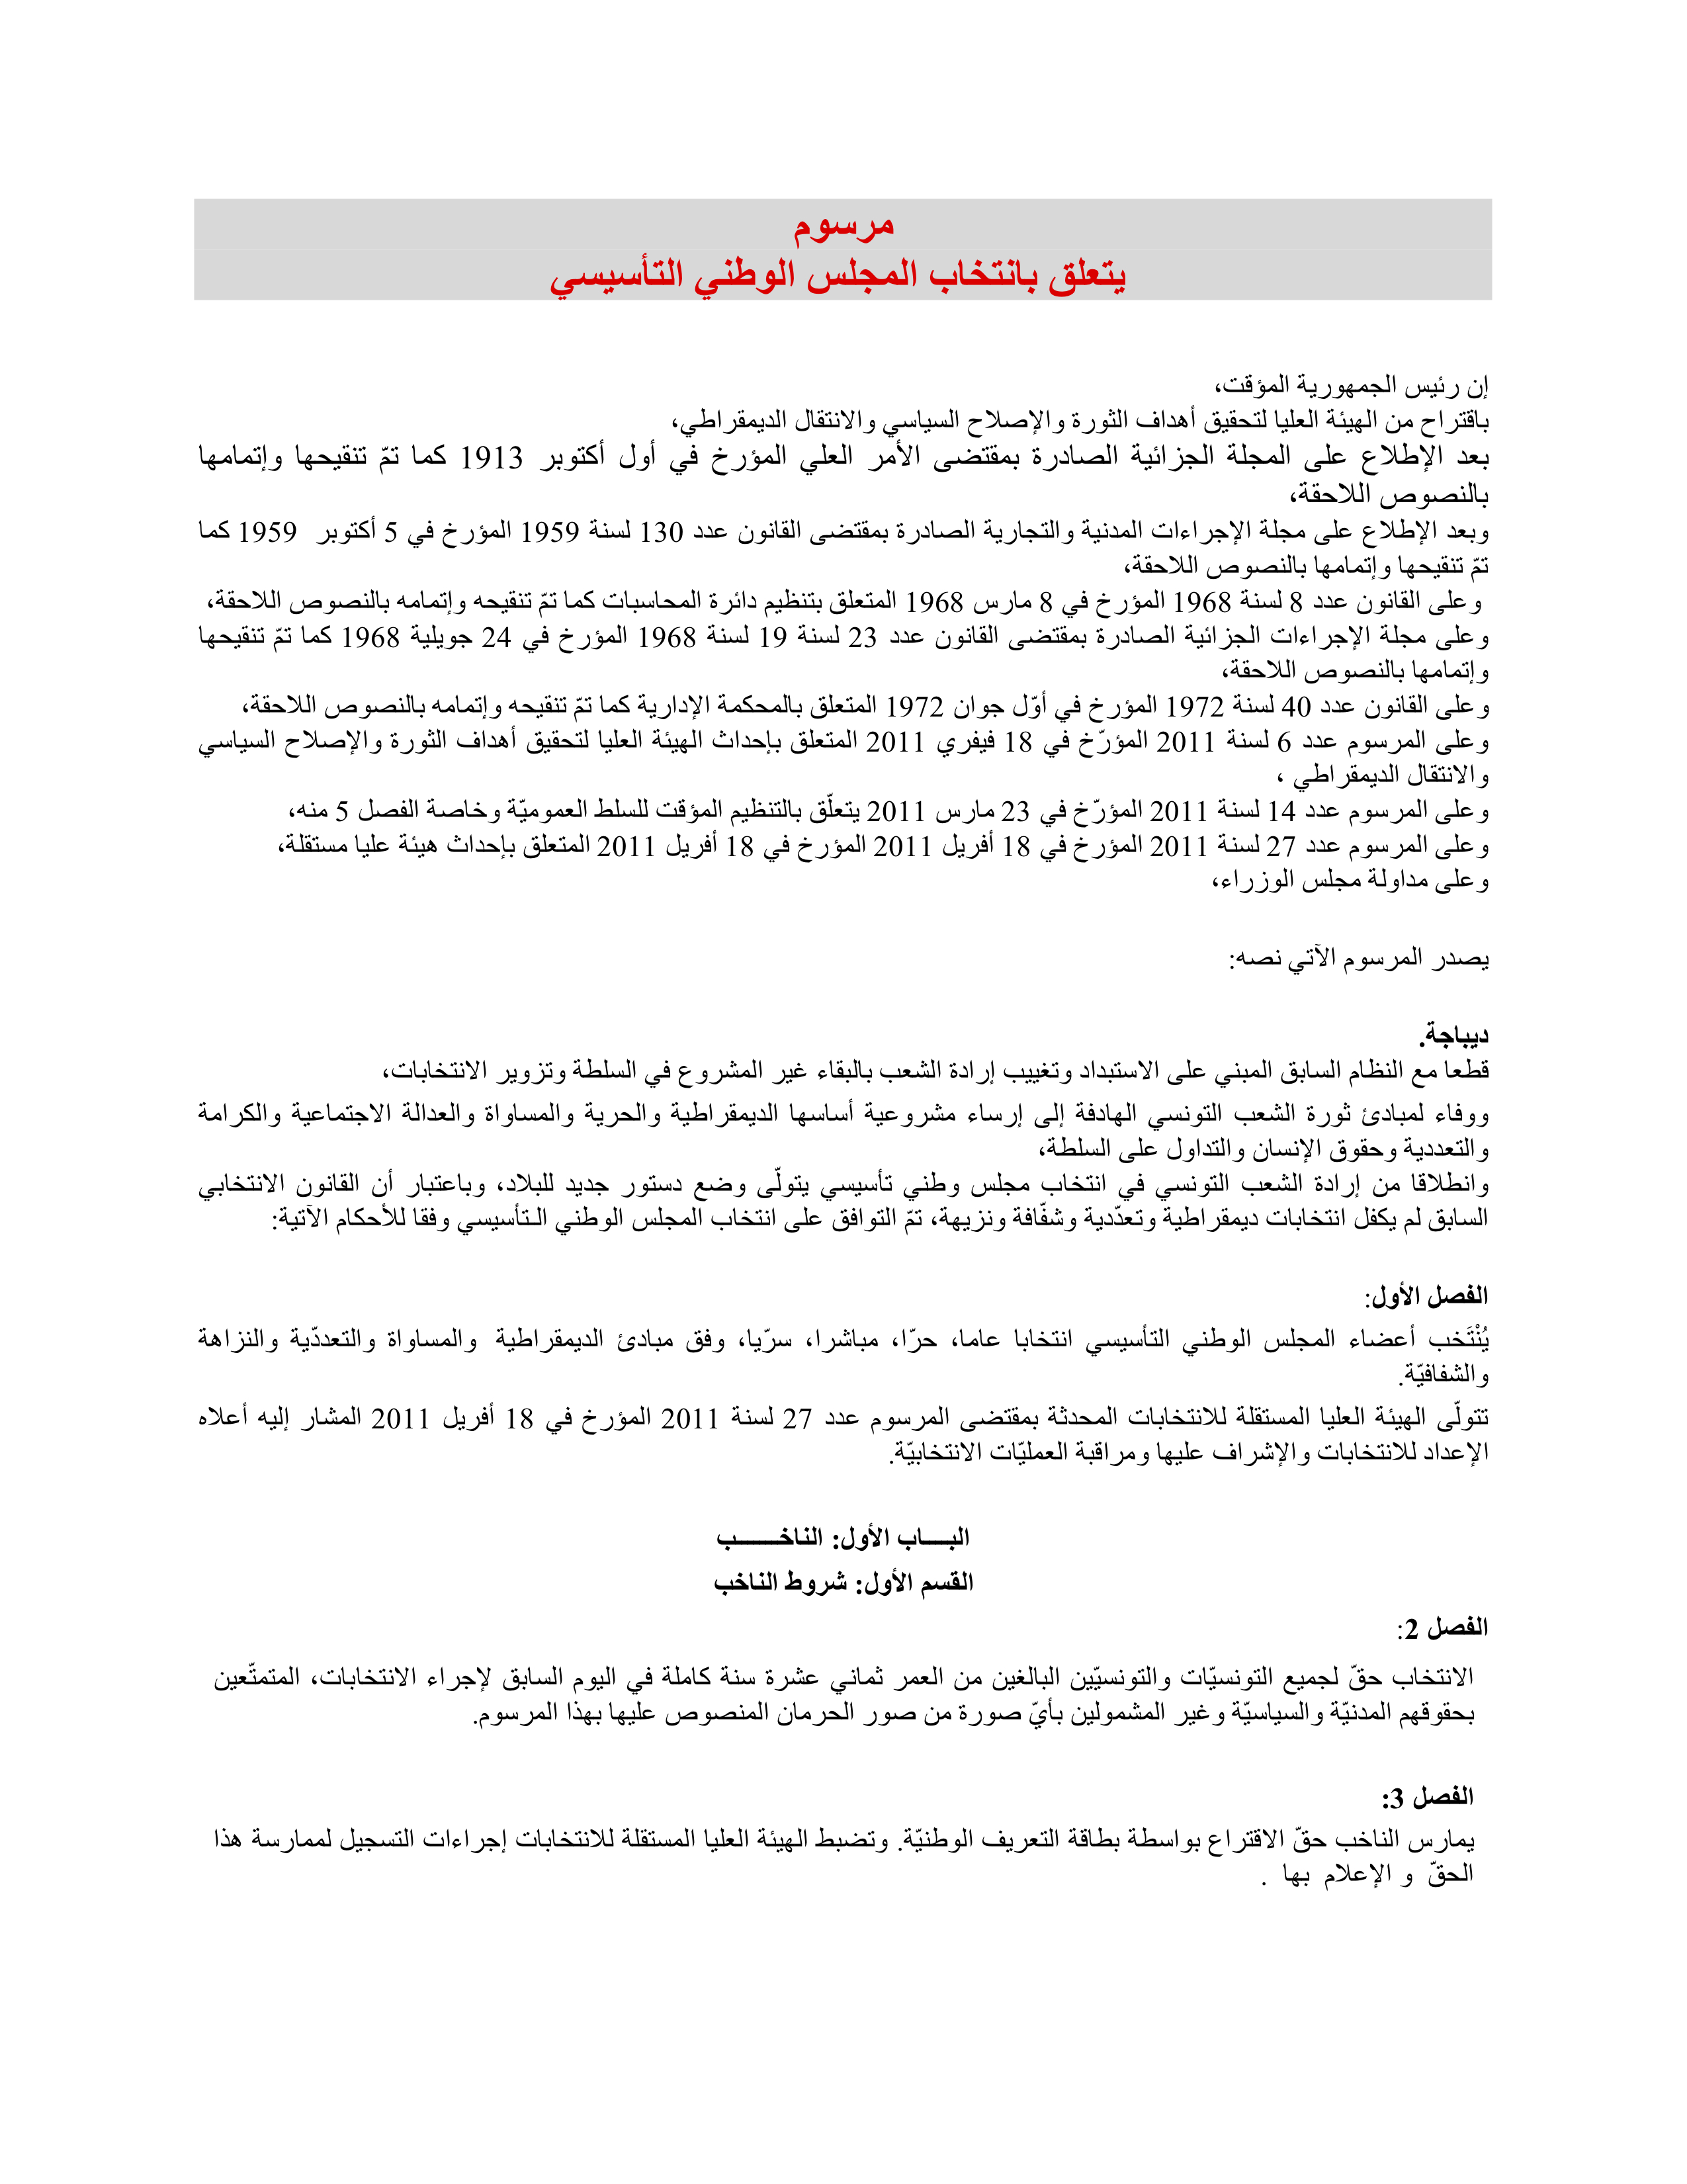 مرسوم
يتعلق بانتخاب المجلس الوطني التأسيسي
إن رئيس الجمهورية المؤقت،
باقتراح من الهيئة العليا لتحقيق أهداف الثورة والإصلاح السياسي والانتقال الديمقراطي،
بعد الإطلاع على المجلة الجزائية الصادرة بمقتضى الأمر العلي المؤرخ في أول أكتوبر 1913 كما تمّ تنقيحها وإتمامها
بالنصوص اللاحقة،
وبعد الإطلاع على مجلة الإجراءات المدنية والتجارية الصادرة بمقتضى القانون عدد 130 لسنة 1959 المؤرخ في 5 أكتوبر 1959 كما
تمّ تنقيحها وإتمامها بالنصوص اللاحقة،
وعلى القانون عدد 8 لسنة 1968 المؤرخ في 8 مارس 1968 المتعلق بتنظيم دائرة المحاسبات كما تمّ تنقيحه وإتمامه بالنصوص اللاحقة،
وعلى مجلة الإجراءات الجزائية الصادرة بمقتضى القانون عدد 23 لسنة 19 لسنة 1968 المؤرخ في 24 جويلية 1968 كما تمّ تنقيحها
وإتمامها بالنصوص اللاحقة،
وعلى القانون عدد 40 لسنة 1972 المؤرخ في أوّل جوان 1972 المتعلق بالمحكمة الإدارية كما تمّ تنقيحه وإتمامه بالنصوص اللاحقة،
وعلى المرسوم عدد 6 لسنة 2011 المؤرّخ في 18 فيفري 2011 المتعلق بإحداث الهيئة العليا لتحقيق أهداف الثورة والإصلاح السياسي
والانتقال الديمقراطي ،
وعلى المرسوم عدد 14 لسنة 2011 المؤرّخ في 23 مارس 2011 يتعلّق بالتنظيم المؤقت للسلط العموميّة وخاصة الفصل 5 منه،
وعلى المرسوم عدد 27 لسنة 2011 المؤرخ في 18 أفريل 2011 المؤرخ في 18 أفريل 2011 المتعلق بإحداث هيئة عليا مستقلة،
وعلى مداولة مجلس الوزراء،
يصدر المرسوم الآتي نصه:
ديباجة.
قطعا مع النظام السابق المبني على الاستبداد وتغييب إرادة الشعب بالبقاء غير المشروع في السلطة وتزوير الانتخابات،
ووفاء لمبادئ ثورة الشعب التونسي الهادفة إلى إرساء مشروعية أساسها الديمقراطية والحرية والمساواة والعدالة الاجتماعية والكرامة
والتعددية وحقوق الإنسان والتداول على السلطة،
وانطلاقا من إرادة الشعب التونسي في انتخاب مجلس وطني تأسيسي يتولّى وضع دستور جديد للبلاد، وباعتبار أن القانون الانتخابي
السابق لم يكفل انتخابات ديمقراطية وتعدّدية وشفّافة ونزيهة، تمّ التوافق على انتخاب المجلس الوطني التأسيسي وفقا للأحكام الآتية:
الفصل الأول:
يُنْتَخب أعضاء المجلس الوطني التأسيسي انتخابا عاما، حرّا، مباشرا، سرّيا، وفق مبادئ الديمقراطية والمساواة والتعددّية والنزاهة
والشفافيّة.
تتولّى الهيئة العليا المستقلة للانتخابات المحدثة بمقتضى المرسوم عدد 27 لسنة 2011 المؤرخ في 18 أفريل 2011 المشار إليه أعلاه
الإعداد للانتخابات والإشراف عليها ومراقبة العمليّات الانتخابيّة.
البـــاب الأول: الناخـــــب
القسم الأول: شروط الناخب
الفصل 2:
الانتخاب حقّ لجميع التونسيّات والتونسيّين البالغين من العمر ثماني عشرة سنة كاملة في اليوم السابق لإجراء الانتخابات، المتمتّعين
بحقوقهم المدنيّة والسياسيّة وغير المشمولين بأيّ صورة من صور الحرمان المنصوص عليها بهذا المرسوم.
الفصل 3:
يمارس الناخب حقّ الاقتراع بواسطة بطاقة التعريف الوطنيّة. وتضبط الهيئة العليا المستقلة للانتخابات إجراءات التسجيل لممارسة هذا
الحقّ و الإعلام بها .